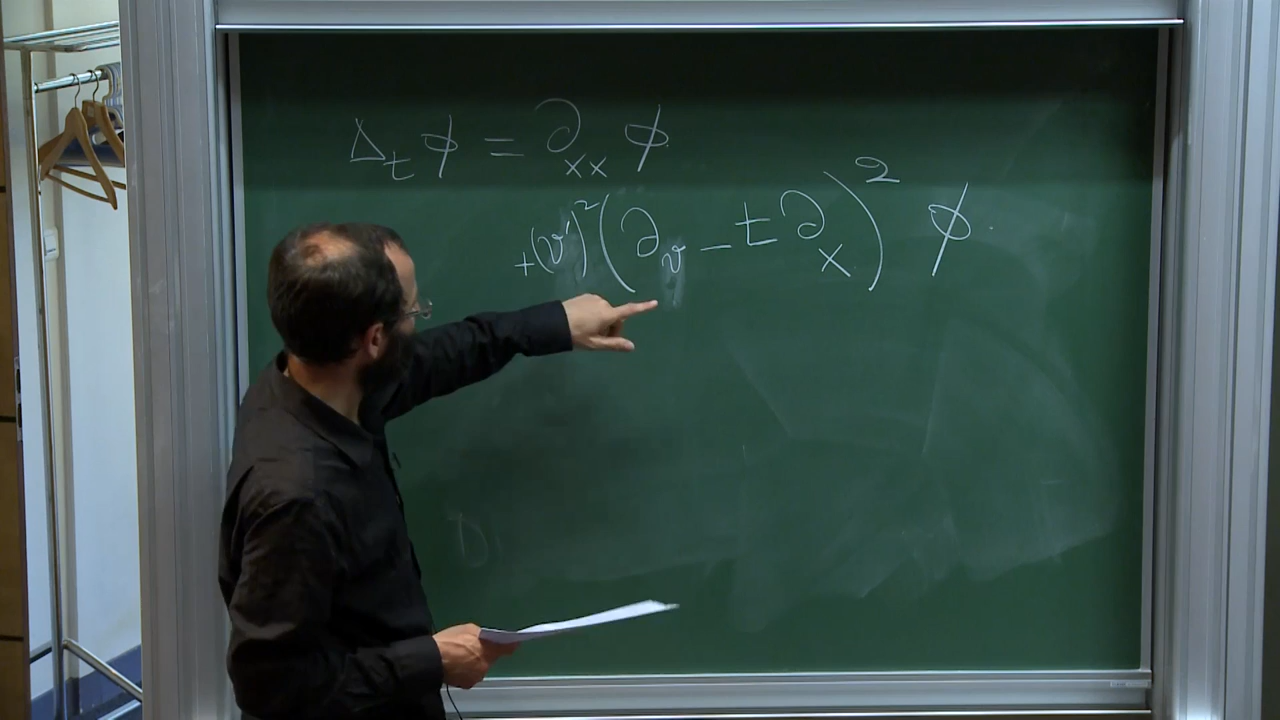 Δ_t ϕ = ∂_xx ϕ
+(v')²(∂_v − t∂_x)² ϕ.